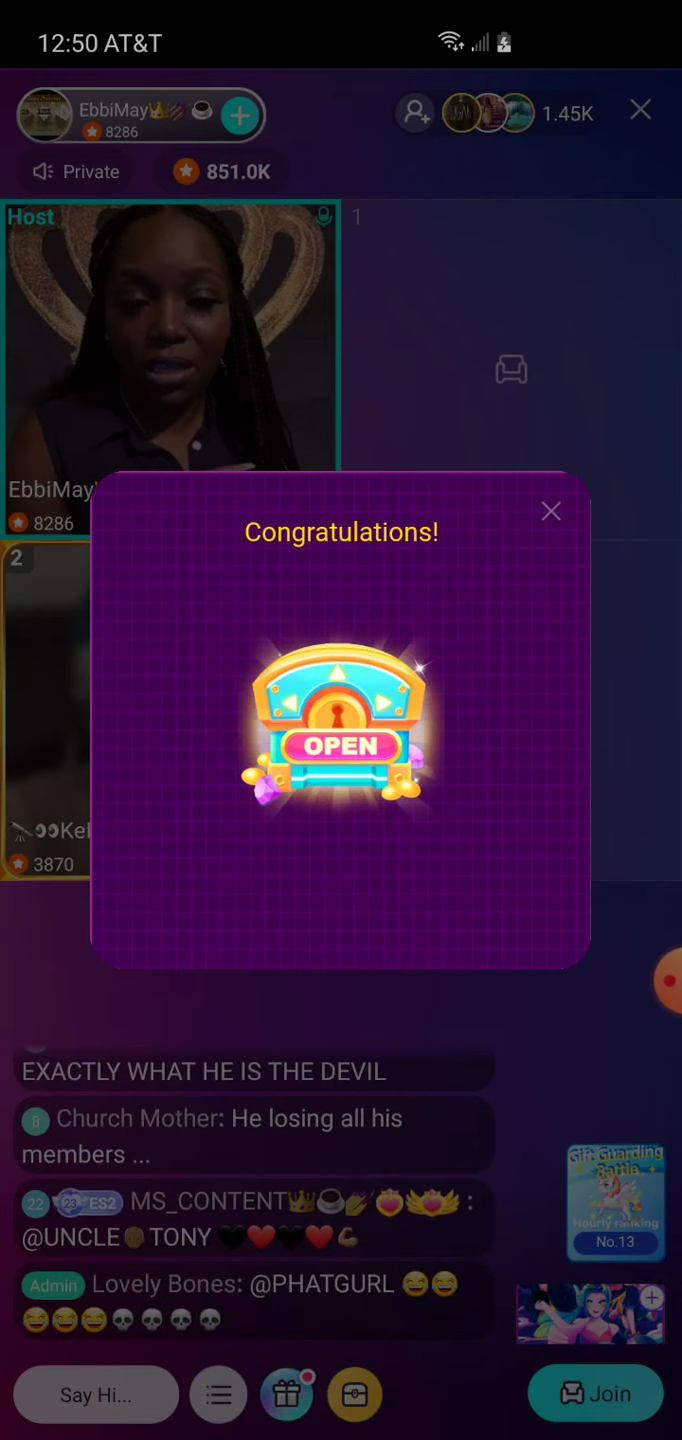 12:50 AT&T
EbbiMay👑💅🏾☕
8286
1.45K
Private
851.0K
Host
1
EbbiMay
8286
Congratulations!
OPEN
2
🔭👀Kel
3870
EXACTLY WHAT HE IS THE DEVIL
8 Church Mother: He losing all his
members ...
22 23 ES2 MS_CONTENT👑☕💅🏾 :
@UNCLE TONY 🖤❤️🖤❤️💪🏽
Admin Lovely Bones: @PHATGURL 😂😂
😂😂😂💀💀💀💀
Gift Guarding
Battle
Hourly ranking
No.13
Say Hi...
Join